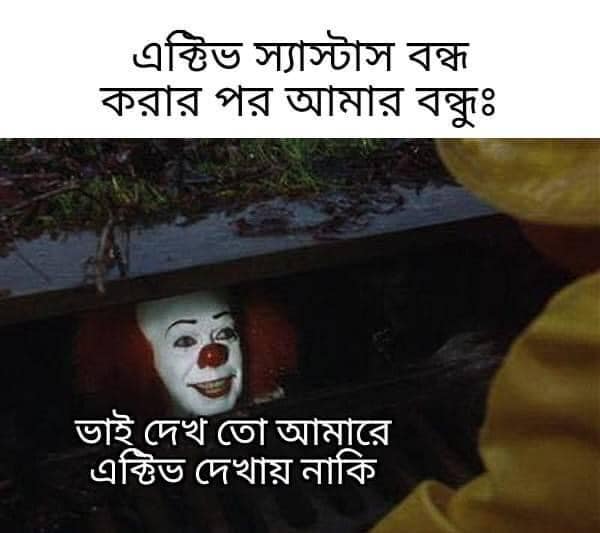 এক্টিভ স্যাস্টাস বন্ধ
করার পর আমার বন্ধুঃ
ভাই দেখ তো আমারে
এক্টিভ দেখায় নাকি